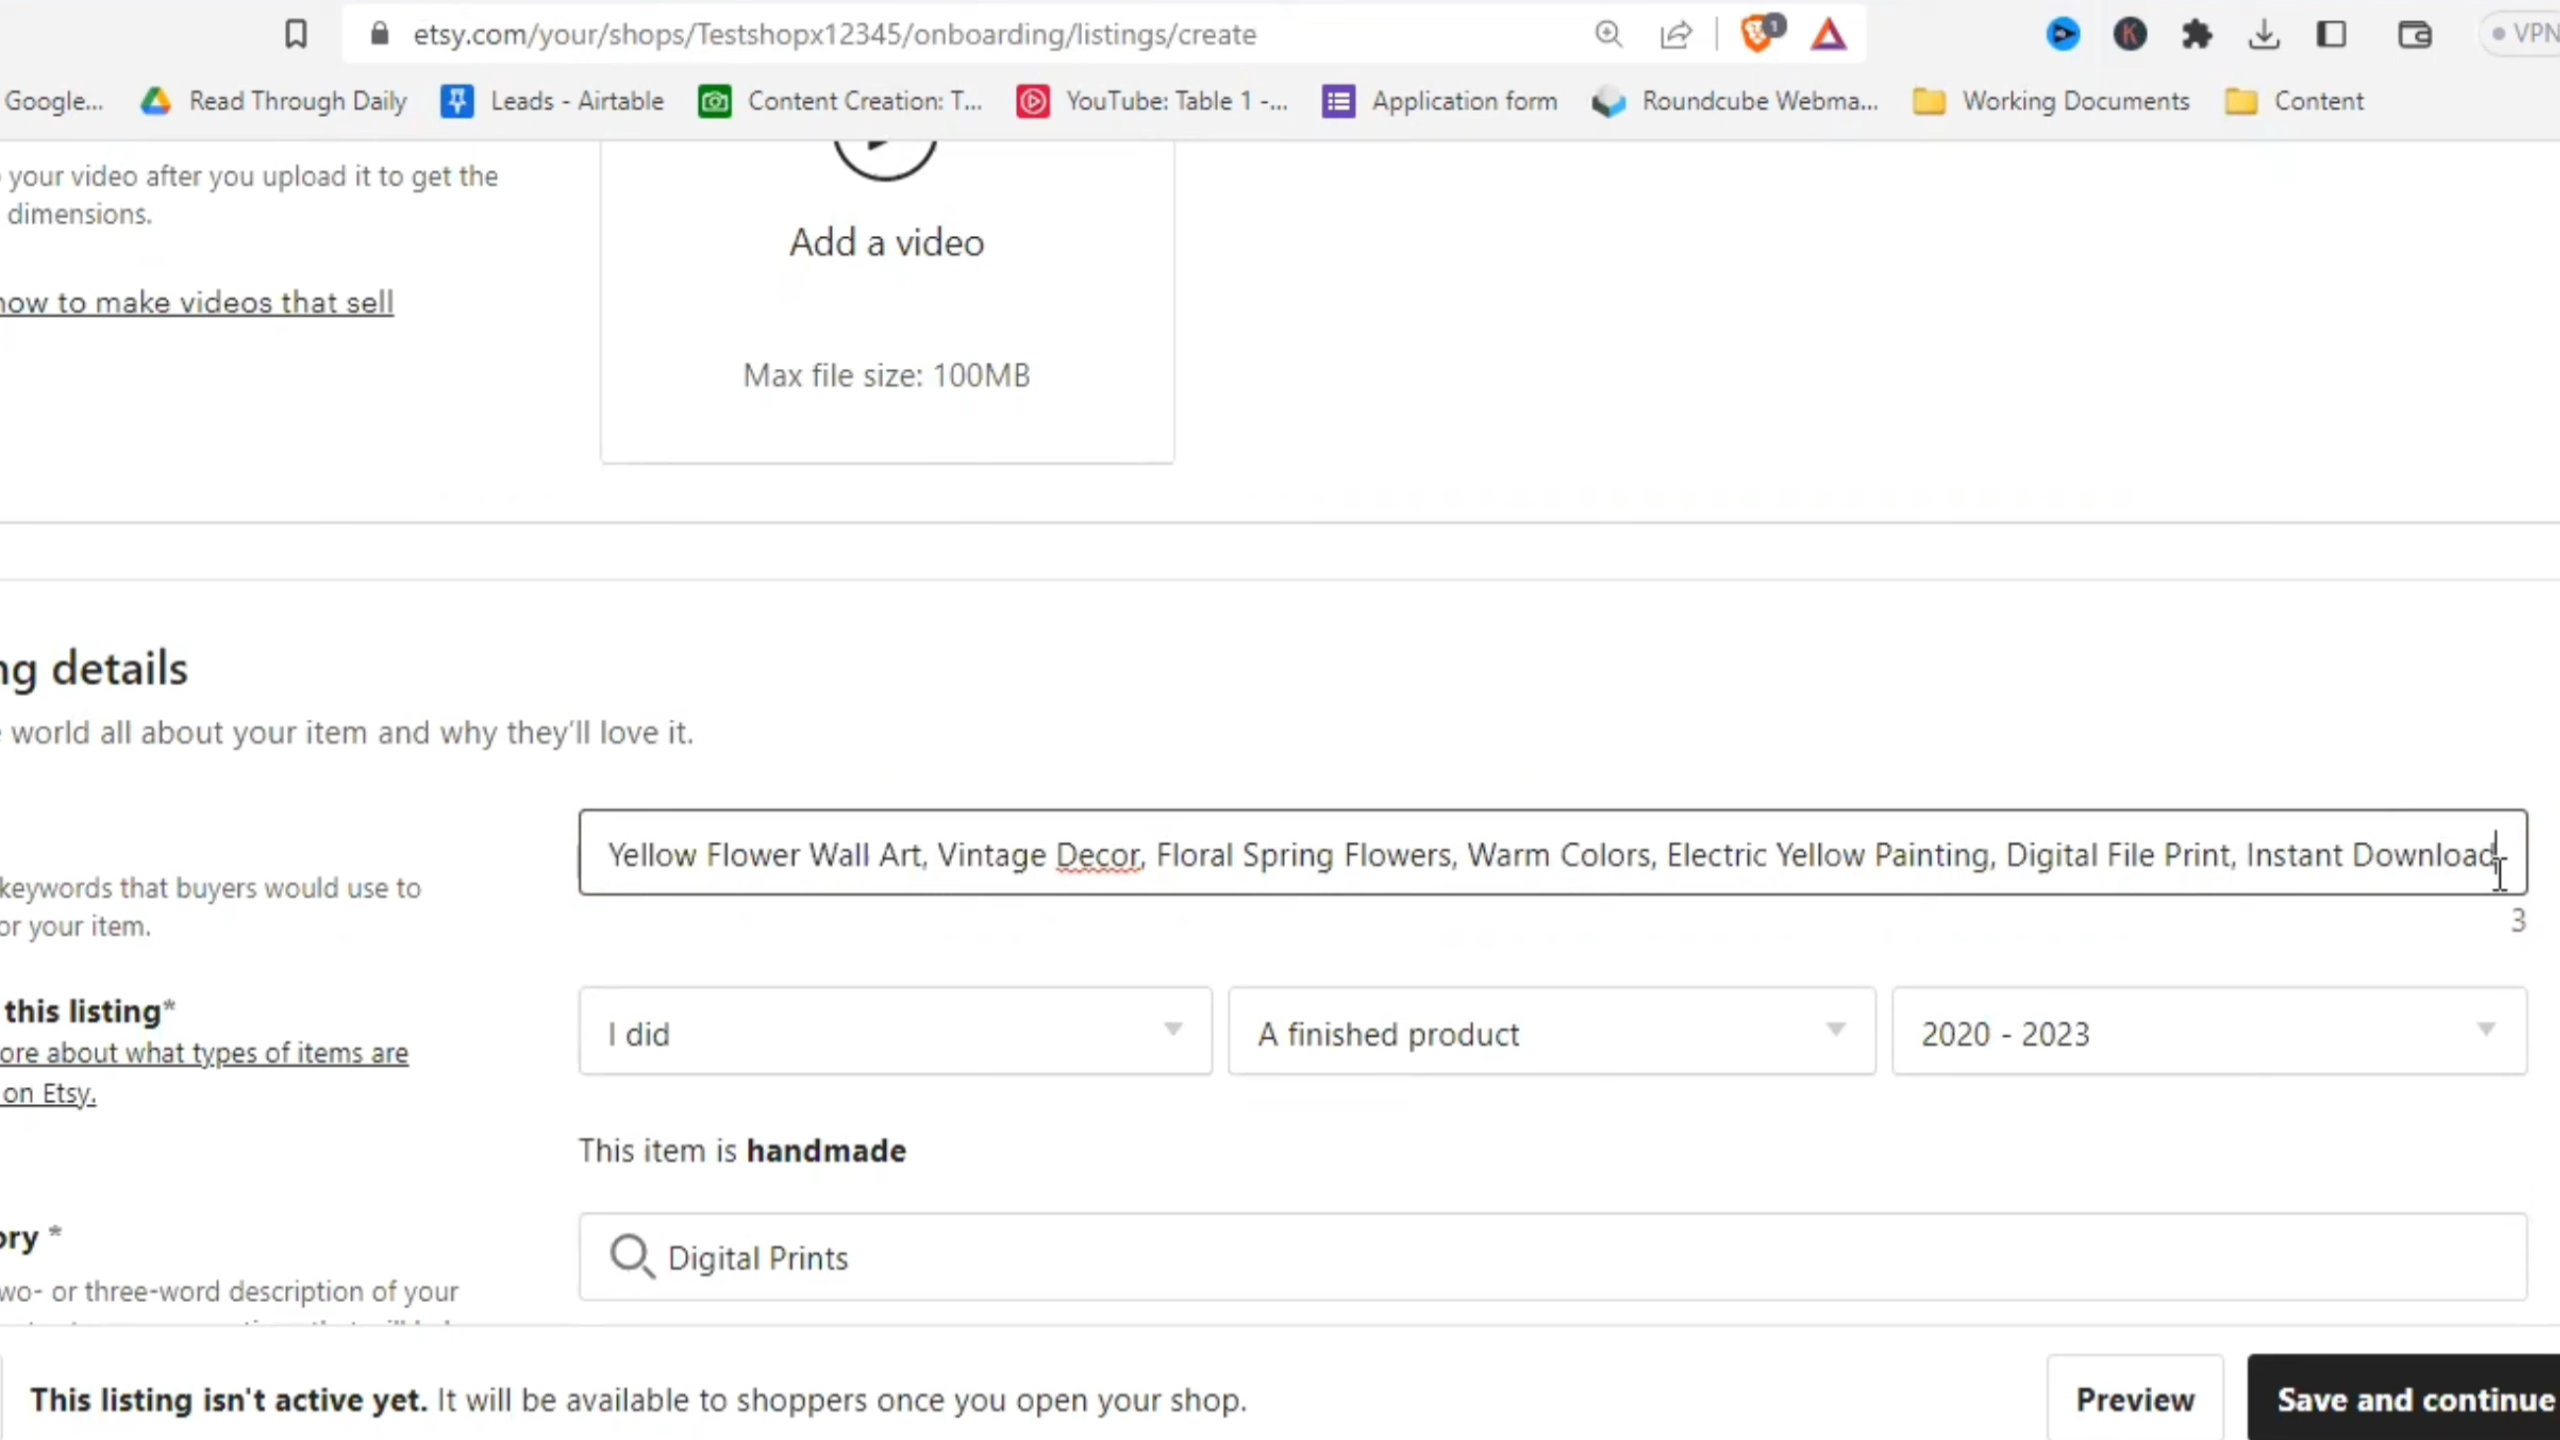 etsy.com/your/shops/Testshopx12345/onboarding/listings/create
1
K
VPN
Google...
Read Through Daily
Leads - Airtable
Content Creation: T...
YouTube: Table 1 -...
Application form
Roundcube Webma...
Working Documents
Content
your video after you upload it to get the
dimensions.
how to make videos that sell
Add a video
Max file size: 100MB
ng details
world all about your item and why they'll love it.
Yellow Flower Wall Art, Vintage Decor, Floral Spring Flowers, Warm Colors, Electric Yellow Painting, Digital File Print, Instant Download
3
keywords that buyers would use to
or your item.
this listing*
ore about what types of items are
on Etsy.
I did
A finished product
2020 - 2023
This item is handmade
ory *
wo- or three-word description of your
Digital Prints
This listing isn't active yet. It will be available to shoppers once you open your shop.
Preview
Save and continue